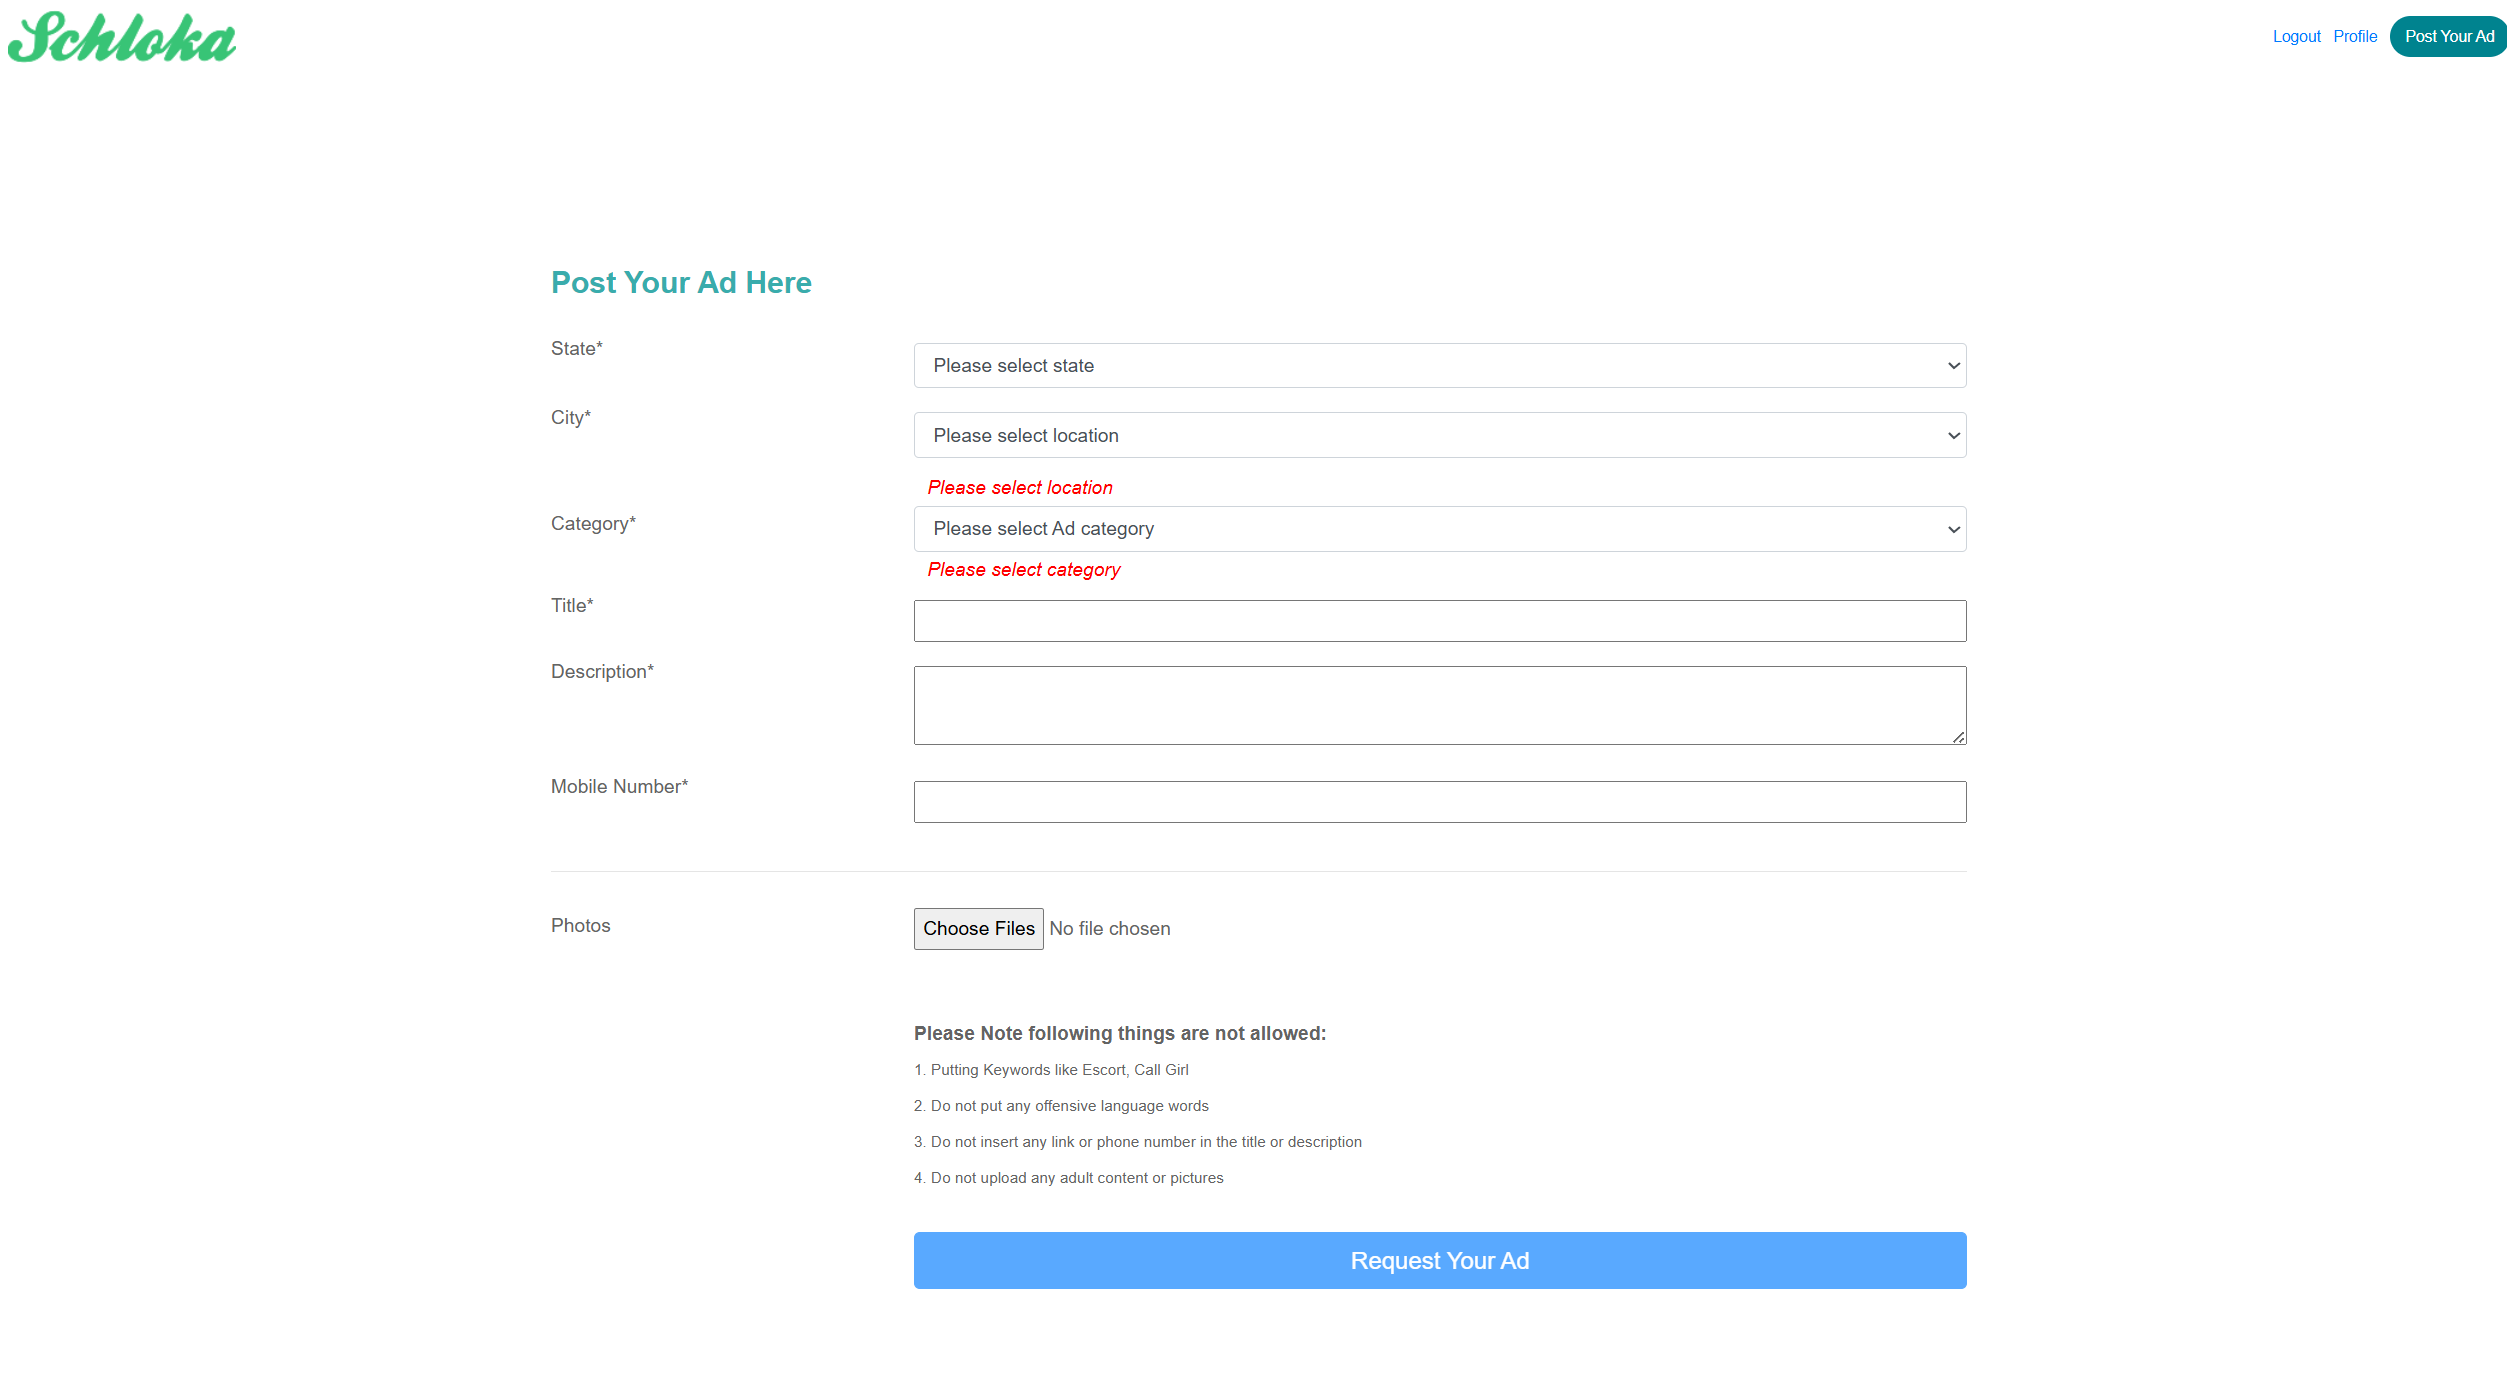 Schloka
Logout Profile Post Your Ad
Post Your Ad Here
State*
Please select state
City*
Please select location
Please select location
Category*
Please select Ad category
Please select category
Title*
Description*
Mobile Number*
Photos
Choose Files No file chosen
Please Note following things are not allowed:
1. Putting Keywords like Escort, Call Girl
2. Do not put any offensive language words
3. Do not insert any link or phone number in the title or description
4. Do not upload any adult content or pictures
Request Your Ad